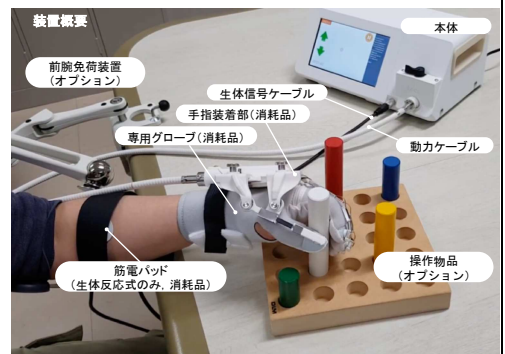 装置概要
本体
前腕免荷装置
(オプション)
生体信号ケーブル
手指装着部(消耗品)
専用グローブ(消耗品)
動力ケーブル
筋電パッド
(生体反応式のみ, 消耗品)
操作物品
(オプション)